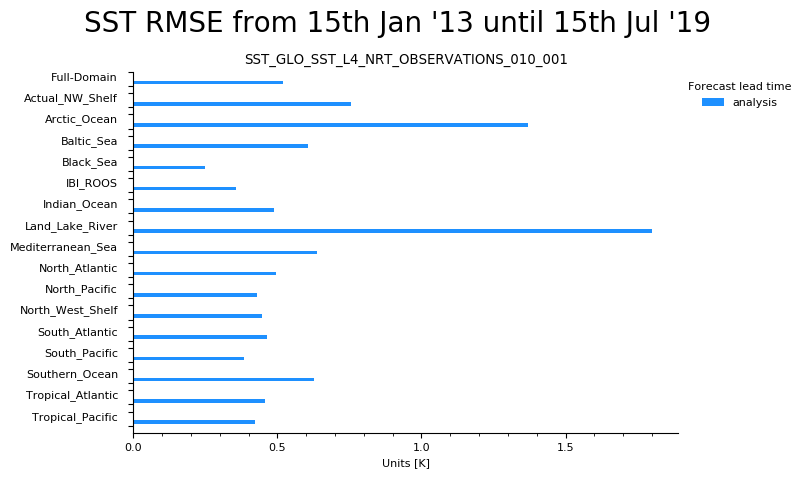 SST RMSE from 15th Jan '13 until 15th Jul '19
SST_GLO_SST_L4_NRT_OBSERVATIONS_010_001
Full-Domain
Actual_NW_Shelf
Arctic_Ocean
Baltic_Sea
Black_Sea
IBI_ROOS
Indian_Ocean
Land_Lake_River
Mediterranean_Sea
North_Atlantic
North_Pacific
North_West_Shelf
South_Atlantic
South_Pacific
Southern_Ocean
Tropical_Atlantic
Tropical_Pacific
0.0 0.5 1.0 1.5
Units [K]
Forecast lead time
analysis